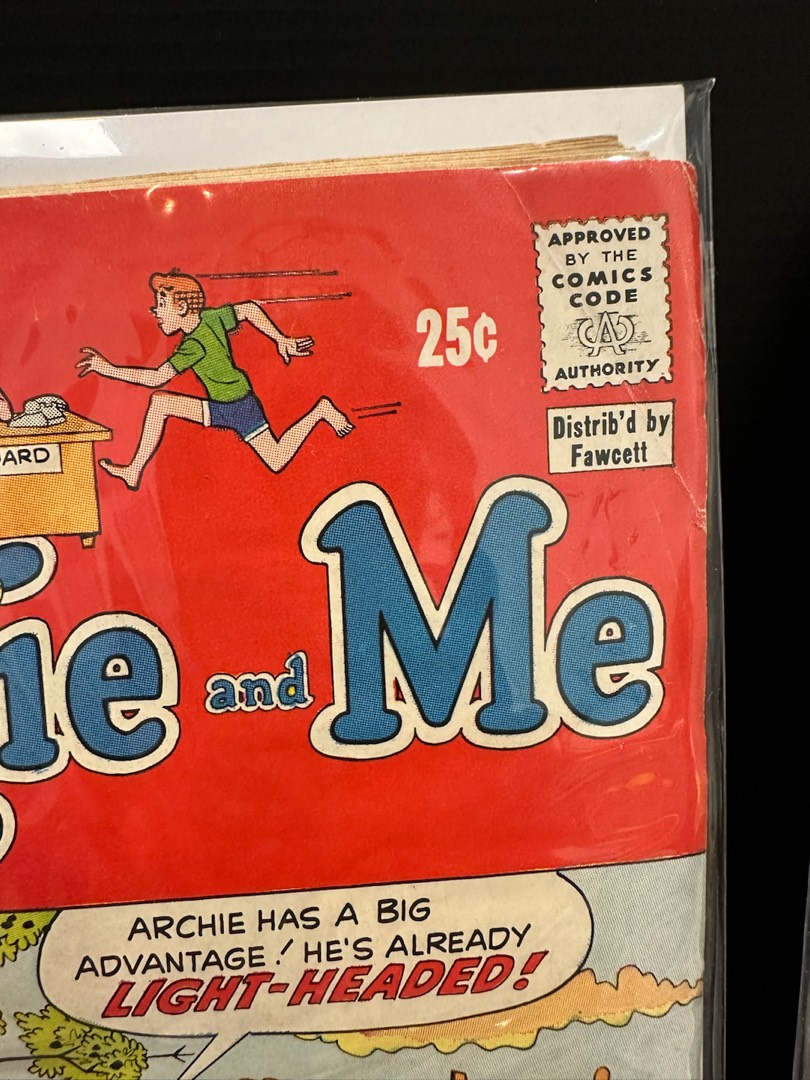 APPROVED
BY THE
COMICS
CODE
CA
AUTHORITY
25¢
Distrib'd by
Fawcett
ARD
ie and Me
ARCHIE HAS A BIG
ADVANTAGE! HE'S ALREADY
LIGHT-HEADED!